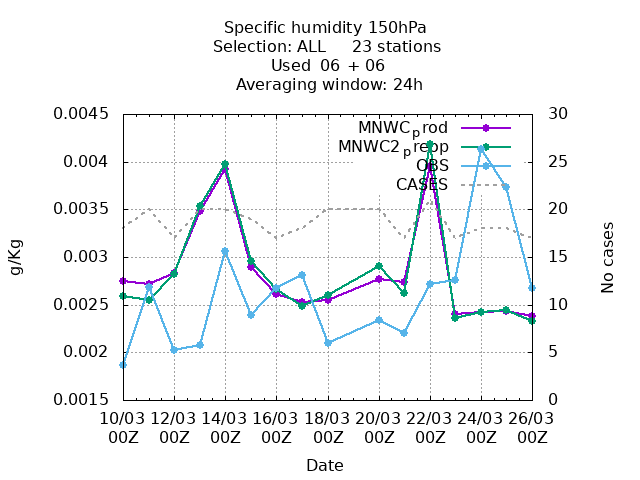 Specific humidity 150hPa
Selection: ALL     23 stations
Used  06 + 06
Averaging window: 24h
0.0045
0.004
0.0035
0.003
0.0025
0.002
0.0015
g/Kg
30
25
20
15
10
5
0
No cases
MNWCprod
MNWC2prepp
OBS
CASES
10/03 12/03 14/03 16/03 18/03 20/03 22/03 24/03 26/03
00Z 00Z 00Z 00Z 00Z 00Z 00Z 00Z 00Z
Date